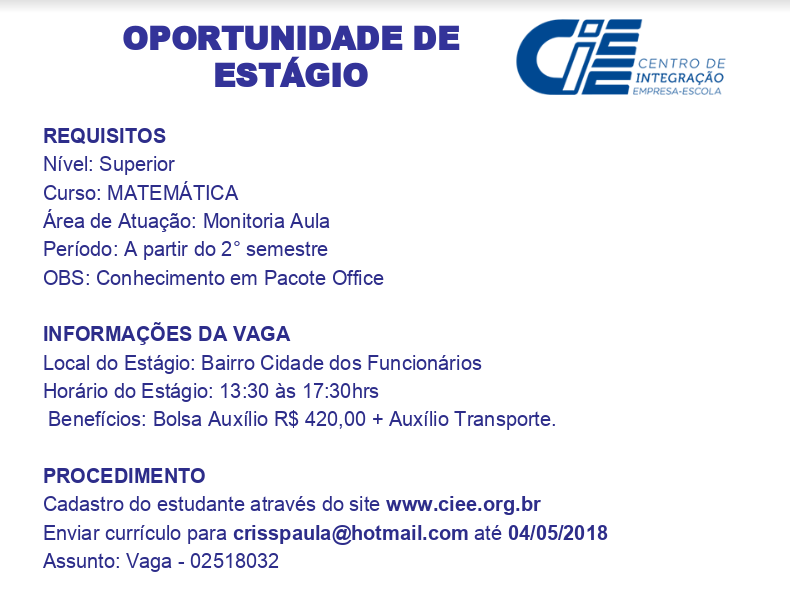 OPORTUNIDADE DE
ESTÁGIO
CIEE
CENTRO DE
INTEGRAÇÃO
EMPRESA-ESCOLA
REQUISITOS
Nível: Superior
Curso: MATEMÁTICA
Área de Atuação: Monitoria Aula
Período: A partir do 2° semestre
OBS: Conhecimento em Pacote Office
INFORMAÇÕES DA VAGA
Local do Estágio: Bairro Cidade dos Funcionários
Horário do Estágio: 13:30 às 17:30hrs
Benefícios: Bolsa Auxílio R$ 420,00 + Auxílio Transporte.
PROCEDIMENTO
Cadastro do estudante através do site www.ciee.org.br
Enviar currículo para crisspaula@hotmail.com até 04/05/2018
Assunto: Vaga - 02518032